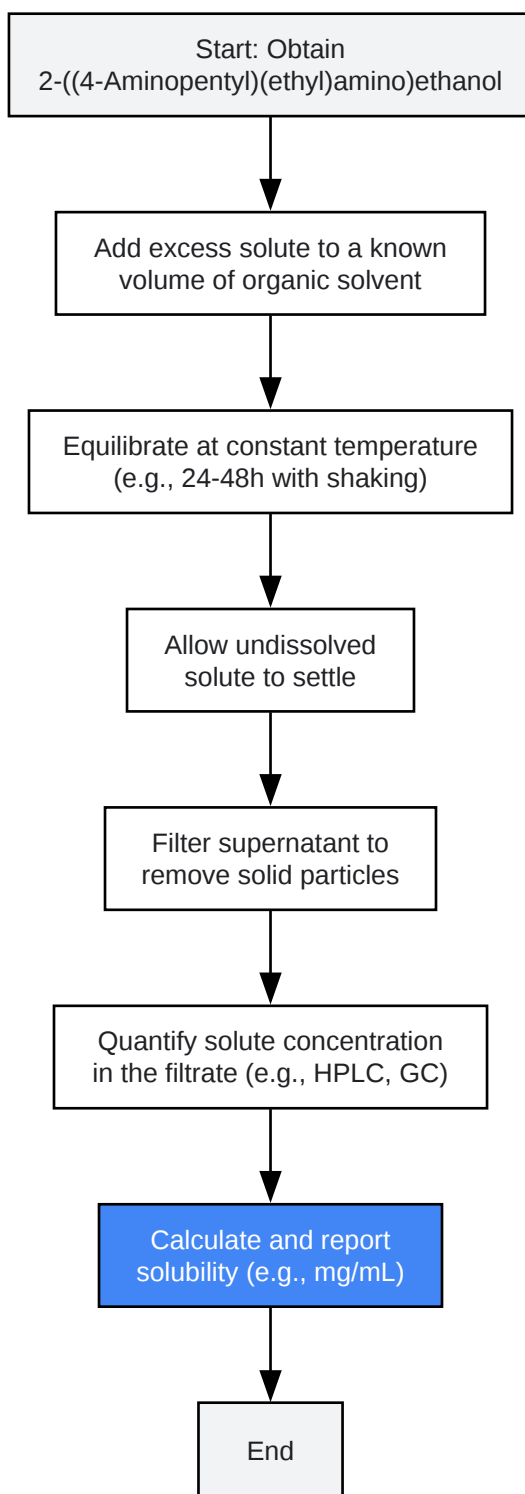 Start: Obtain
2-((4-Aminopentyl)(ethyl)amino)ethanol
Add excess solute to a known
volume of organic solvent
Equilibrate at constant temperature
(e.g., 24-48h with shaking)
Allow undissolved
solute to settle
Filter supernatant to
remove solid particles
Quantify solute concentration
in the filtrate (e.g., HPLC, GC)
Calculate and report
solubility (e.g., mg/mL)
End